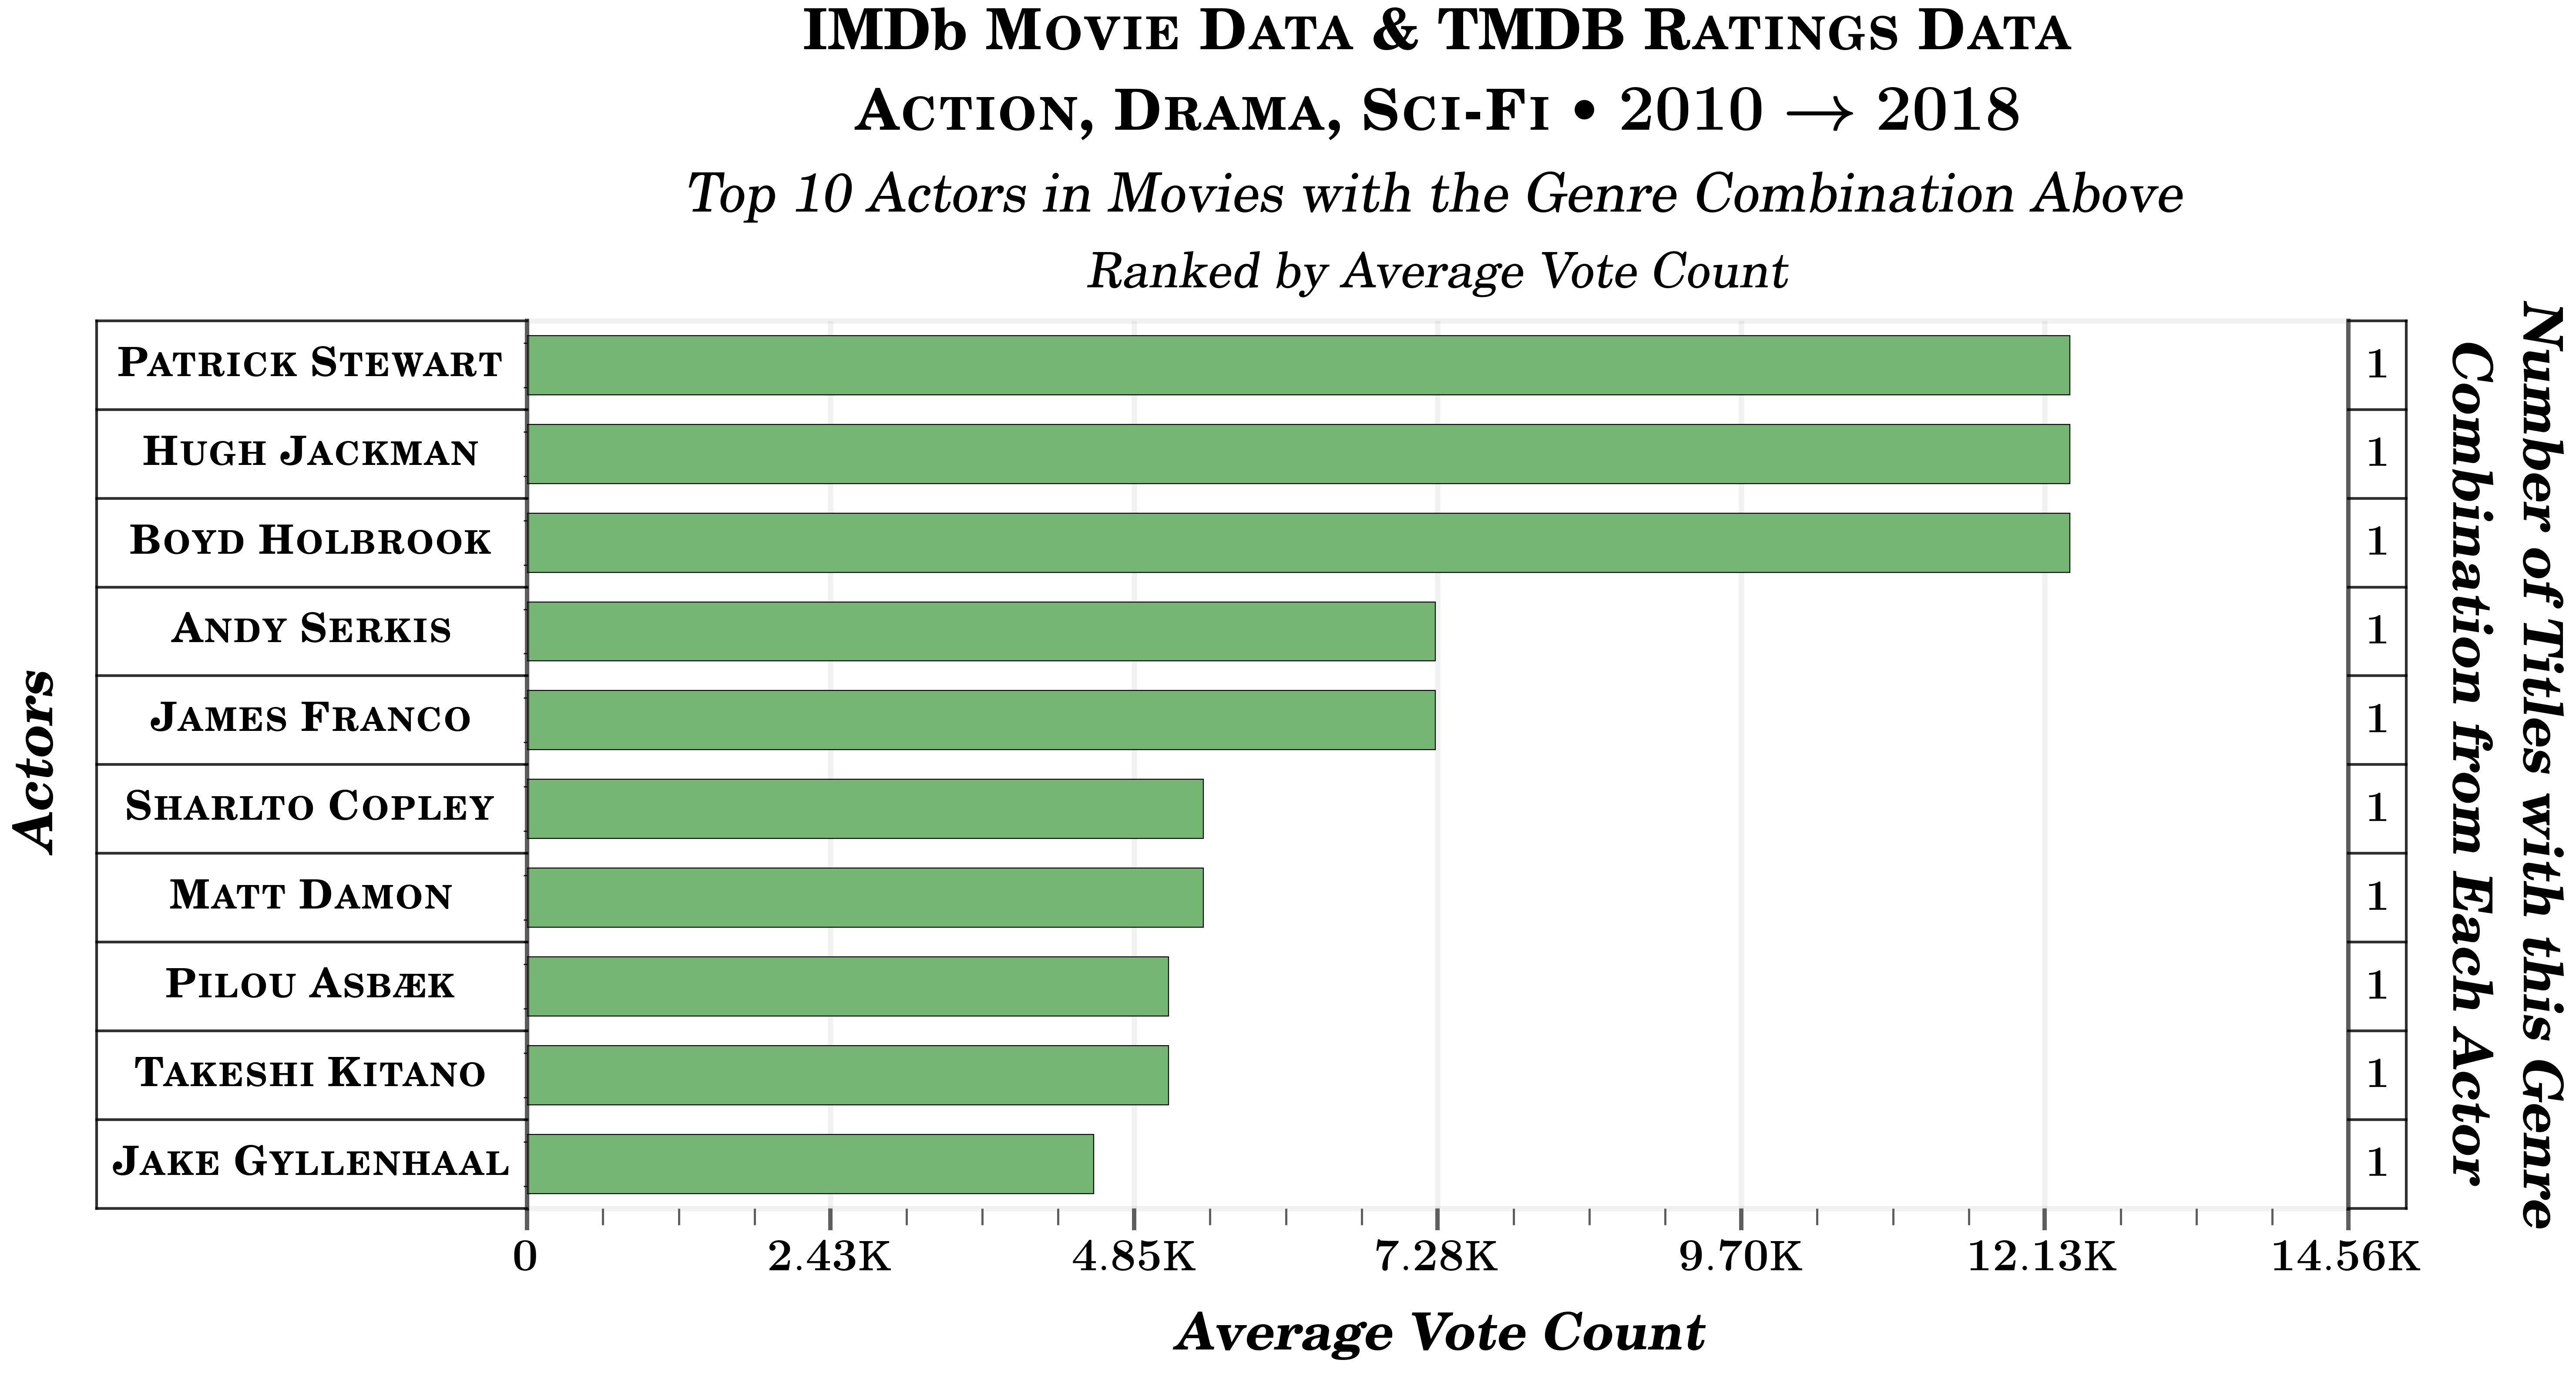 IMDb Movie Data & TMDB Ratings Data
Action, Drama, Sci-Fi • 2010 → 2018
Top 10 Actors in Movies with the Genre Combination Above
Ranked by Average Vote Count
Actors
Patrick Stewart 1
Hugh Jackman 1
Boyd Holbrook 1
Andy Serkis 1
James Franco 1
Sharlto Copley 1
Matt Damon 1
Pilou Asbæk 1
Takeshi Kitano 1
Jake Gyllenhaal 1
0 2.43K 4.85K 7.28K 9.70K 12.13K 14.56K
Average Vote Count
Number of Titles with this Genre
Combination from Each Actor